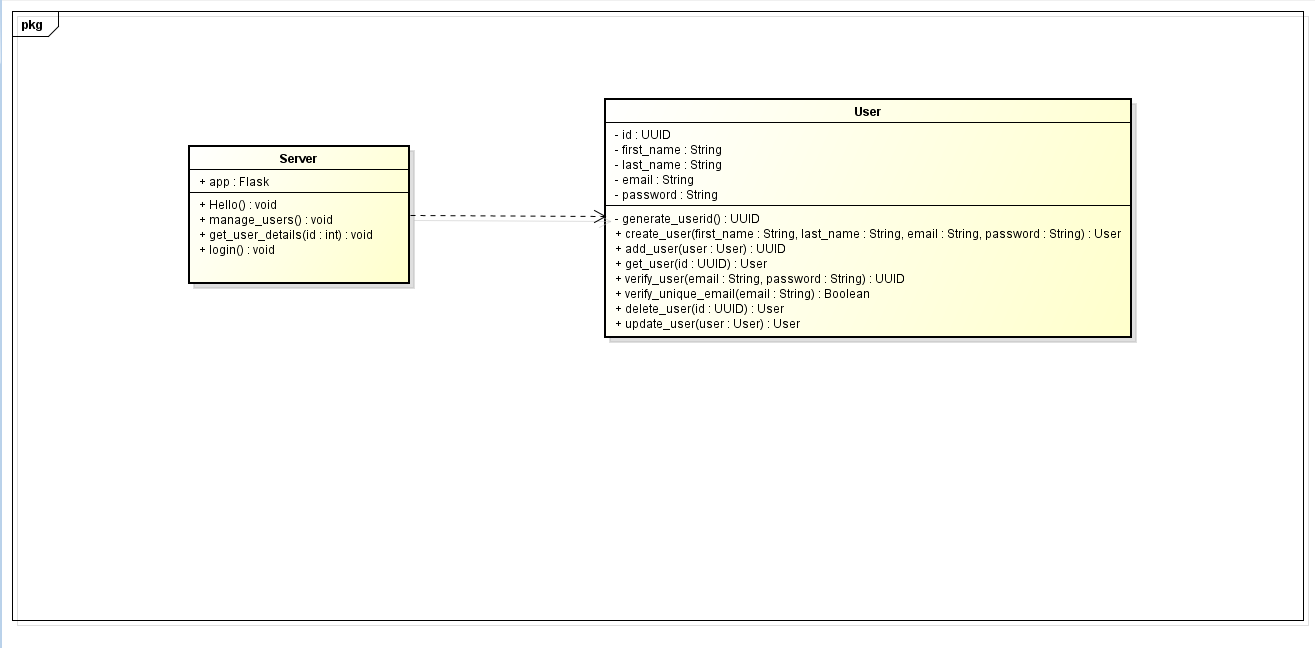 pkg
Server
+ app : Flask
+ Hello() : void
+ manage_users() : void
+ get_user_details(id : int) : void
+ login() : void
User
- id : UUID
- first_name : String
- last_name : String
- email : String
- password : String
- generate_userid() : UUID
+ create_user(first_name : String, last_name : String, email : String, password : String) : User
+ add_user(user : User) : UUID
+ get_user(id : UUID) : User
+ verify_user(email : String, password : String) : UUID
+ verify_unique_email(email : String) : Boolean
+ delete_user(id : UUID) : User
+ update_user(user : User) : User